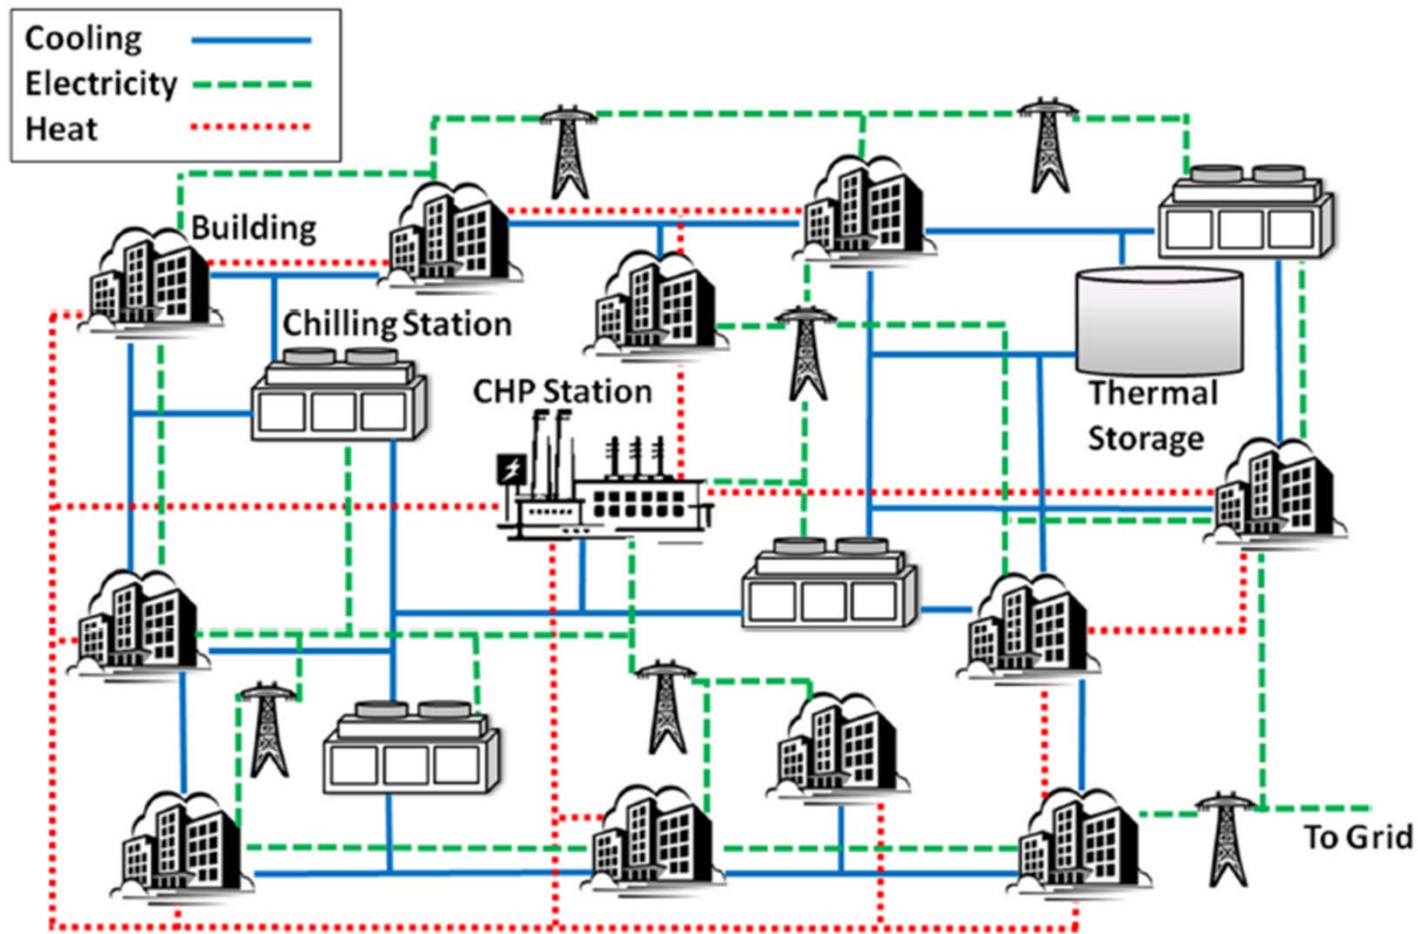 Cooling
Electricity
Heat
Building
Chilling Station
CHP Station
Thermal
Storage
To Grid